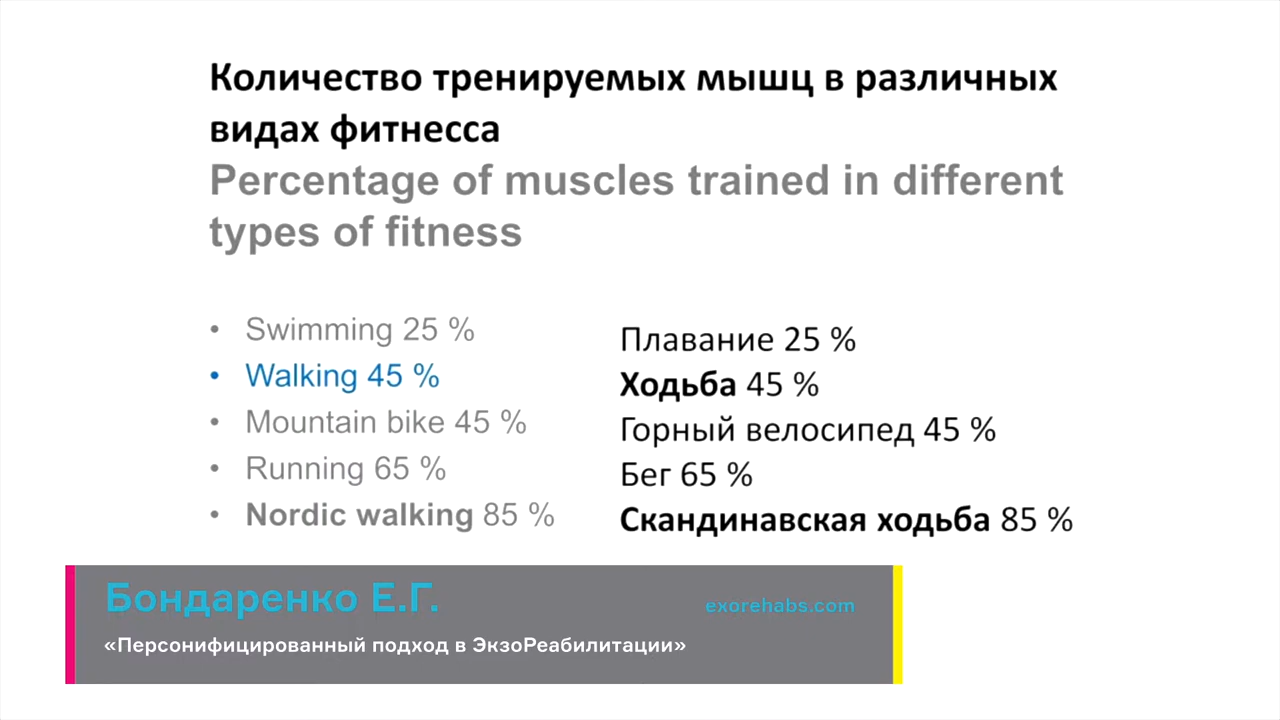 Количество тренируемых мышц в различных
видах фитнесса
Percentage of muscles trained in different
types of fitness
• Swimming 25 %
• Walking 45 %
• Mountain bike 45 %
• Running 65 %
• Nordic walking 85 %
Плавание 25 %
Ходьба 45 %
Горный велосипед 45 %
Бег 65 %
Скандинавская ходьба 85 %
Бондаренко Е.Г.
exorehabs.com
«Персонифицированный подход в ЭкзоРеабилитации»